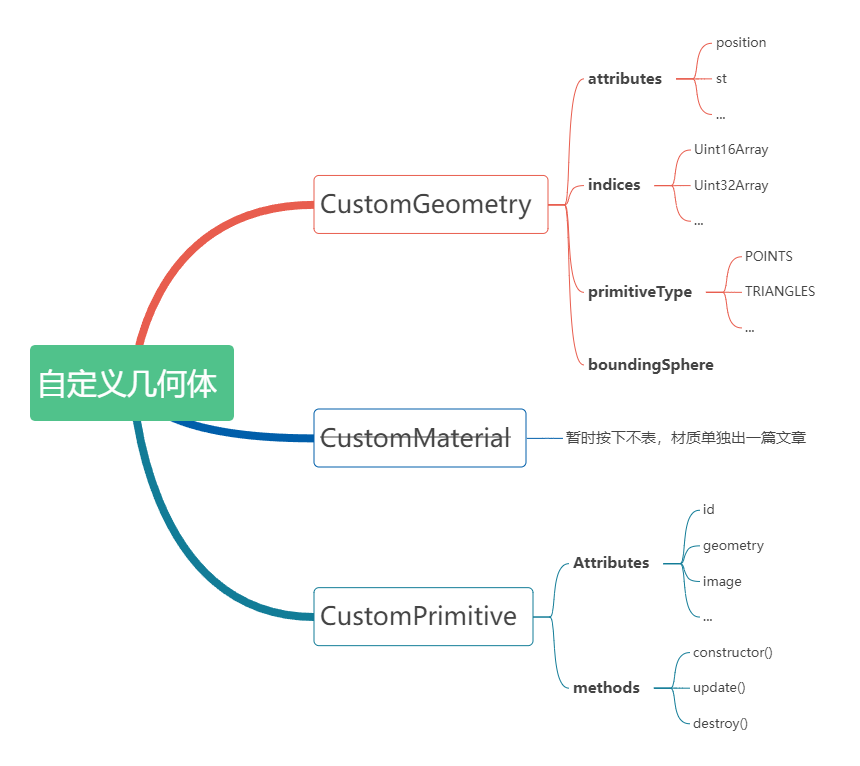 自定义几何体
CustomGeometry
attributes
position
st
...
indices
Uint16Array
Uint32Array
...
primitiveType
POINTS
TRIANGLES
...
boundingSphere
CustomMaterial
暂时按下不表，材质单独出一篇文章
CustomPrimitive
Attributes
id
geometry
image
...
methods
constructor()
update()
destroy()